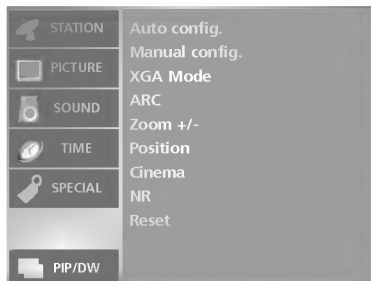 STATION
PICTURE
SOUND
TIME
SPECIAL
PIP/DW
Auto config.
Manual config.
XGA Mode
ARC
Zoom +/-
Position
Cinema
NR
Reset